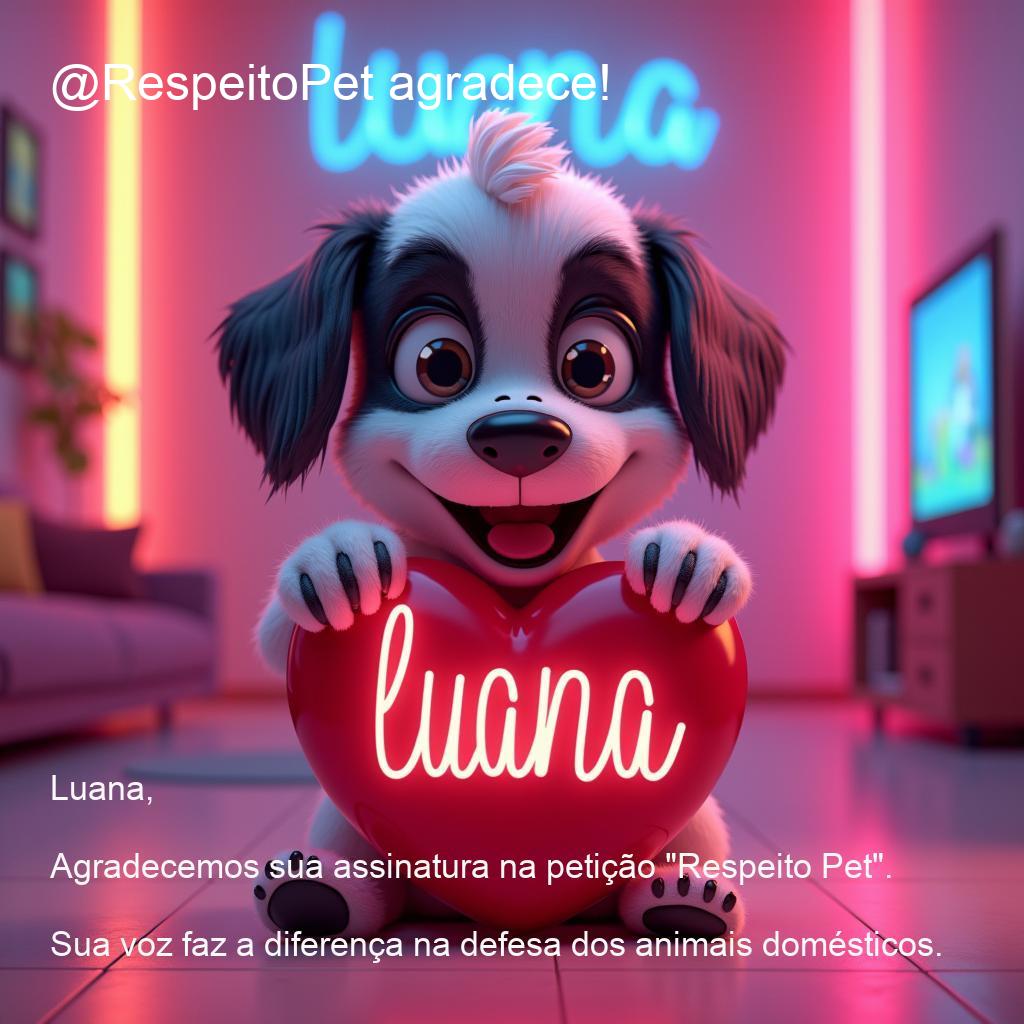 luana
@RespeitoPet agradece!
luana
Luana,
Agradecemos sua assinatura na petição "Respeito Pet".
Sua voz faz a diferença na defesa dos animais domésticos.